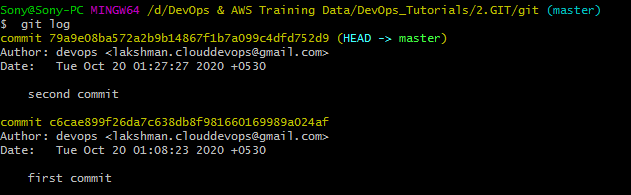 Sony@Sony-PC MINGW64 /d/DevOps & AWS Training Data/DevOps_Tutorials/2.GIT/git (master)
$ git log
commit 79a9e08ba572a2b9b14867f1b7a099c4dfd752d9 (HEAD -> master)
Author: devops <lakshman.clouddevops@gmail.com>
Date:   Tue Oct 20 01:27:27 2020 +0530
second commit
commit c6cae899f26da7c638db8f981660169989a024af
Author: devops <lakshman.clouddevops@gmail.com>
Date:   Tue Oct 20 01:08:23 2020 +0530
first commit